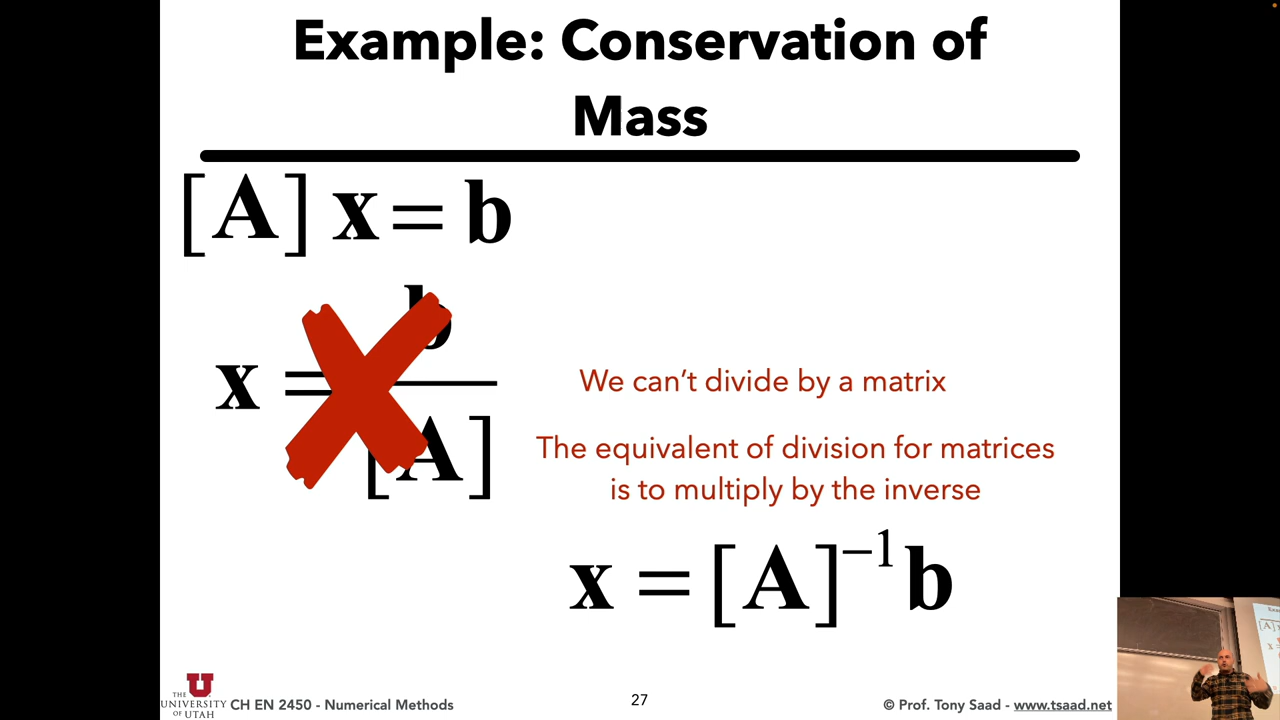 Example: Conservation of
Mass
[A] x = b
x = b
[A]
We can't divide by a matrix
The equivalent of division for matrices
is to multiply by the inverse
x = [A]⁻¹ b
U
THE
UNIVERSITY
OF UTAH
CH EN 2450 - Numerical Methods
27
© Prof. Tony Saad - www.tsaad.net